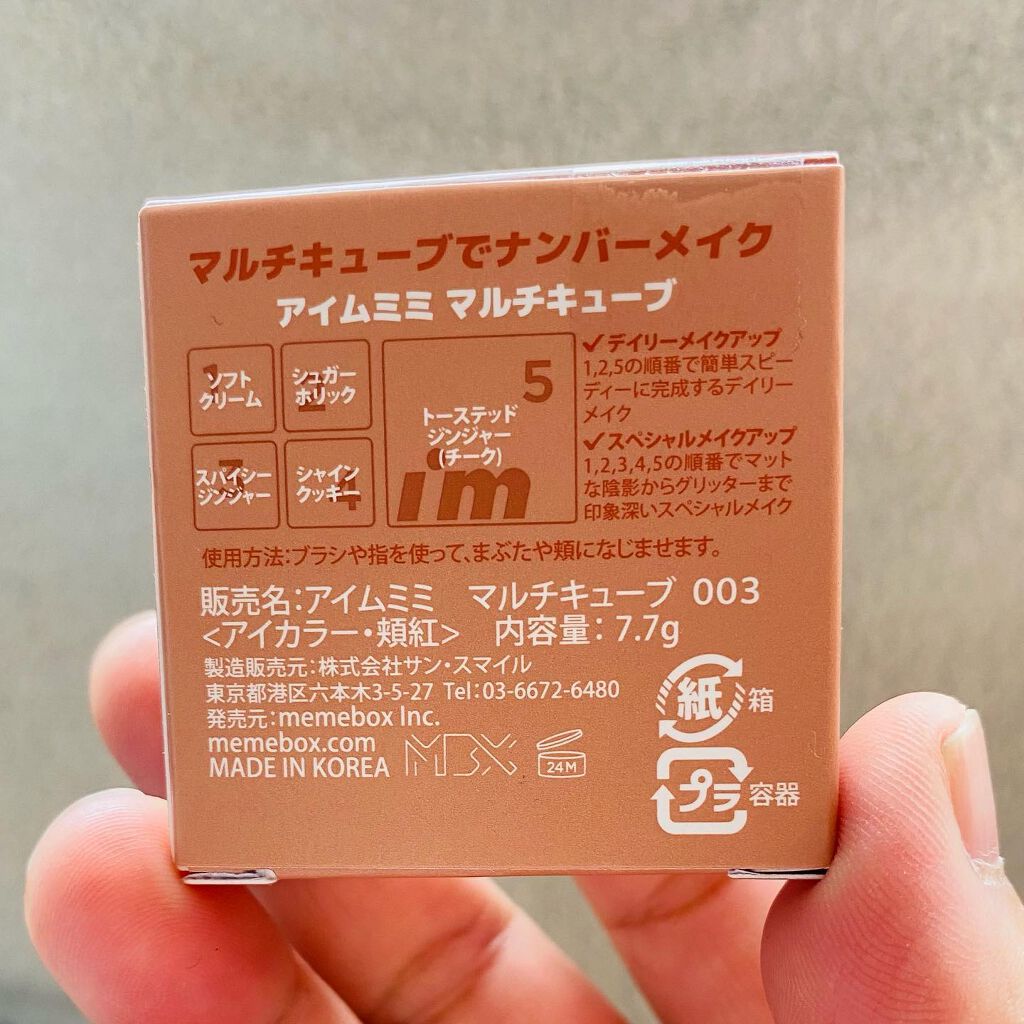 マルチキューブでナンバーメイク
アイムミミ マルチキューブ
1
ソフト
クリーム
2
シュガー
ホリック
3
スパイシー
ジンジャー
4
シャイン
クッキー
5
トーステッド
ジンジャー
(チーク)
i'm
✓デイリーメイクアップ
1,2,5の順番で簡単スピー
ディーに完成するデイリー
メイク
✓スペシャルメイクアップ
1,2,3,4,5の順番でマット
な陰影からグリッターまで
印象深いスペシャルメイク
使用方法:ブラシや指を使って、まぶたや頬になじませます。
販売名:アイムミミ マルチキューブ 003
<アイカラー・頬紅> 内容量: 7.7g
製造販売元:株式会社サン・スマイル
東京都港区六本木3-5-27 Tel:03-6672-6480
発売元:memebox Inc.
memebox.com
MADE IN KOREA
MBX
24M
紙 箱
プラ 容器